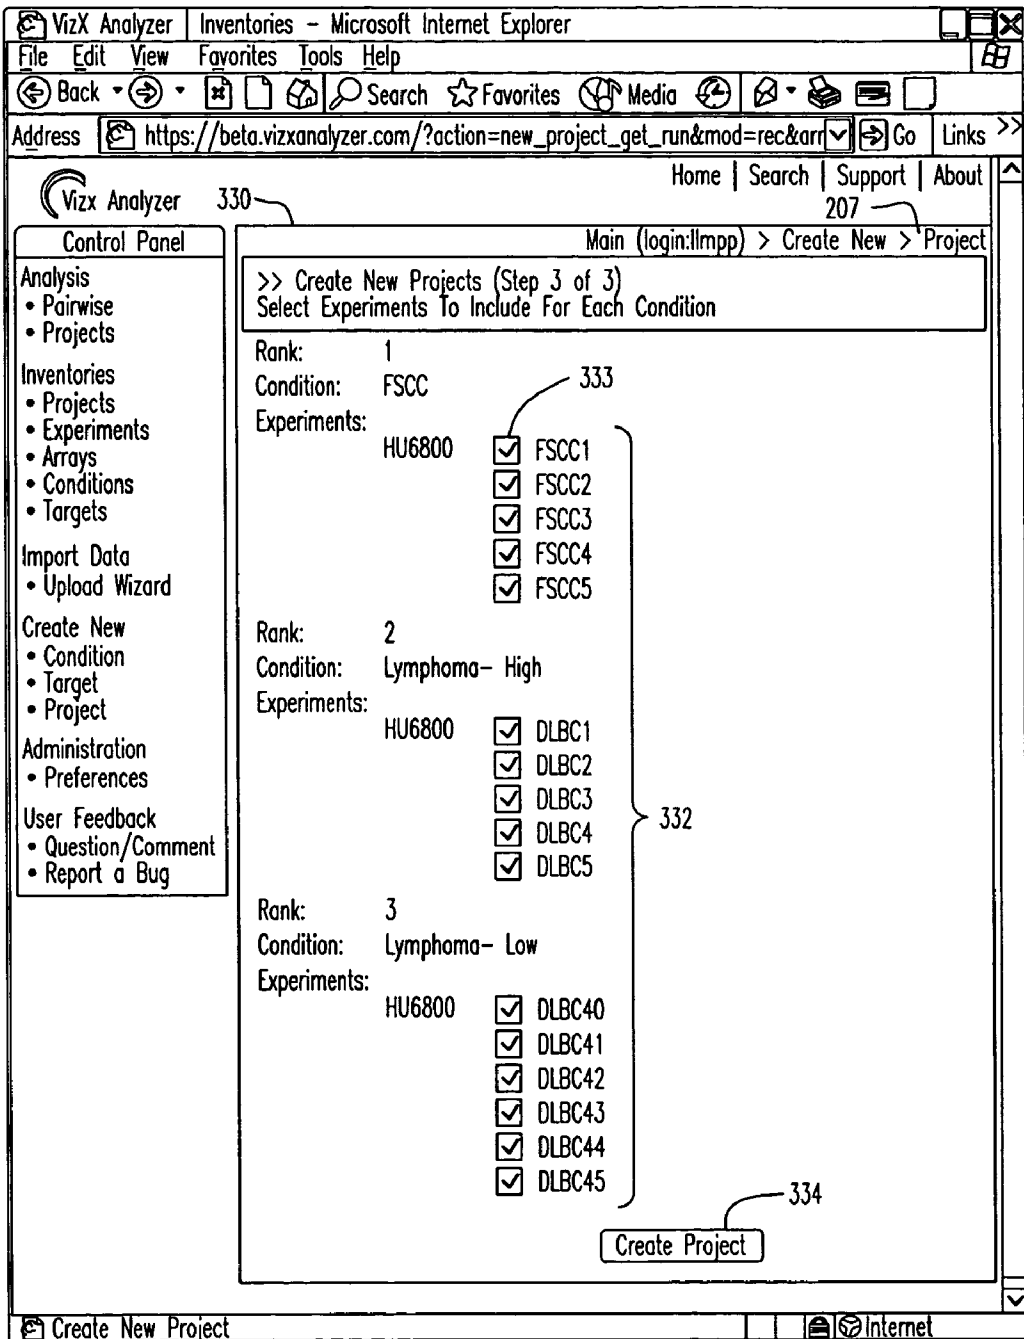 VizX Analyzer | Inventories – Microsoft Internet Explorer
File Edit View Favorites Tools Help
Back Search Favorites Media
Address https://beta.vizxanalyzer.com/?action=new_project_get_run&mod=rec&arr Go Links >>
Home | Search | Support | About
Vizx Analyzer 330 207
Control Panel
Analysis
• Pairwise
• Projects
Inventories
• Projects
• Experiments
• Arrays
• Conditions
• Targets
Import Data
• Upload Wizard
Create New
• Condition
• Target
• Project
Administration
• Preferences
User Feedback
• Question/Comment
• Report a Bug
Main (login:llmpp) > Create New > Project
>> Create New Projects (Step 3 of 3)
Select Experiments To Include For Each Condition
Rank: 1
Condition: FSCC 333
Experiments:
HU6800 FSCC1
FSCC2
FSCC3
FSCC4
FSCC5
Rank: 2
Condition: Lymphoma– High
Experiments:
HU6800 DLBC1
DLBC2
DLBC3
332
DLBC4
DLBC5
Rank: 3
Condition: Lymphoma– Low
Experiments:
HU6800 DLBC40
DLBC41
DLBC42
DLBC43
DLBC44
DLBC45
334
Create Project
Create New Project Internet